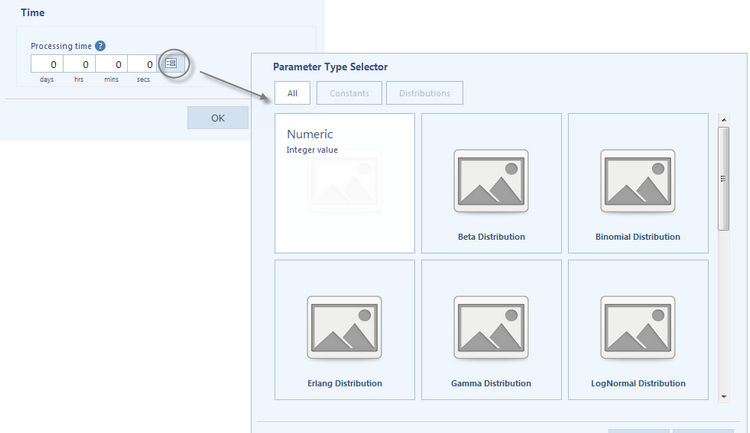 Time
Processing time ?
0 0 0 0
days hrs mins secs
OK
Parameter Type Selector
All Constants Distributions
Numeric
Integer value
Beta Distribution
Binomial Distribution
Erlang Distribution
Gamma Distribution
LogNormal Distribution